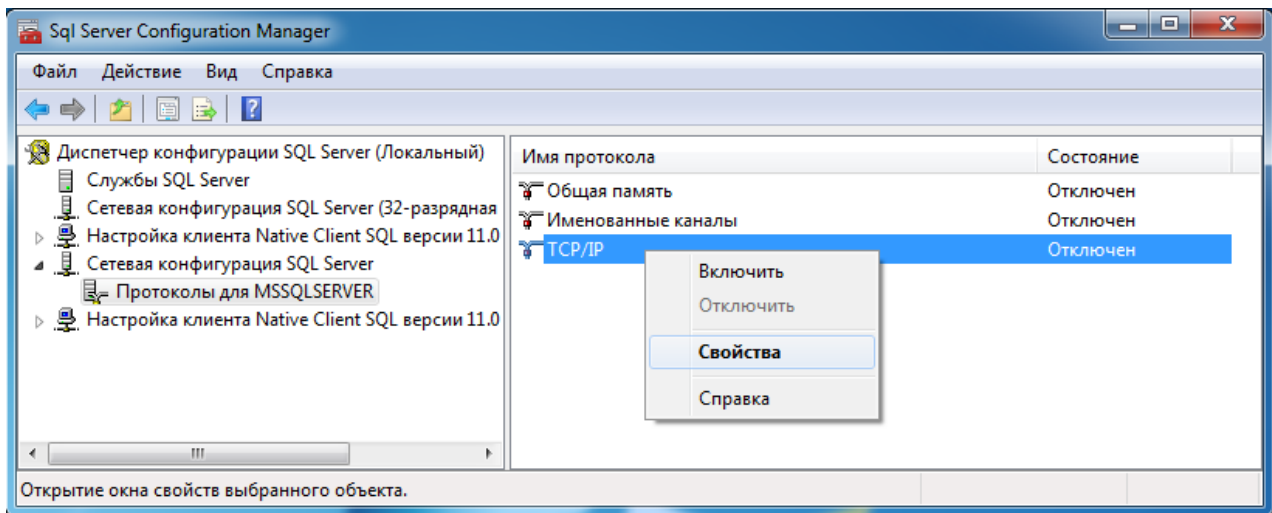 Sql Server Configuration Manager
Файл Действие Вид Справка
Диспетчер конфигурации SQL Server (Локальный)
Службы SQL Server
Сетевая конфигурация SQL Server (32-разрядная
Настройка клиента Native Client SQL версии 11.0
Сетевая конфигурация SQL Server
Протоколы для MSSQLSERVER
Настройка клиента Native Client SQL версии 11.0
Имя протокола Состояние
Общая память Отключен
Именованные каналы Отключен
TCP/IP Отключен
Включить
Отключить
Свойства
Справка
Открытие окна свойств выбранного объекта.